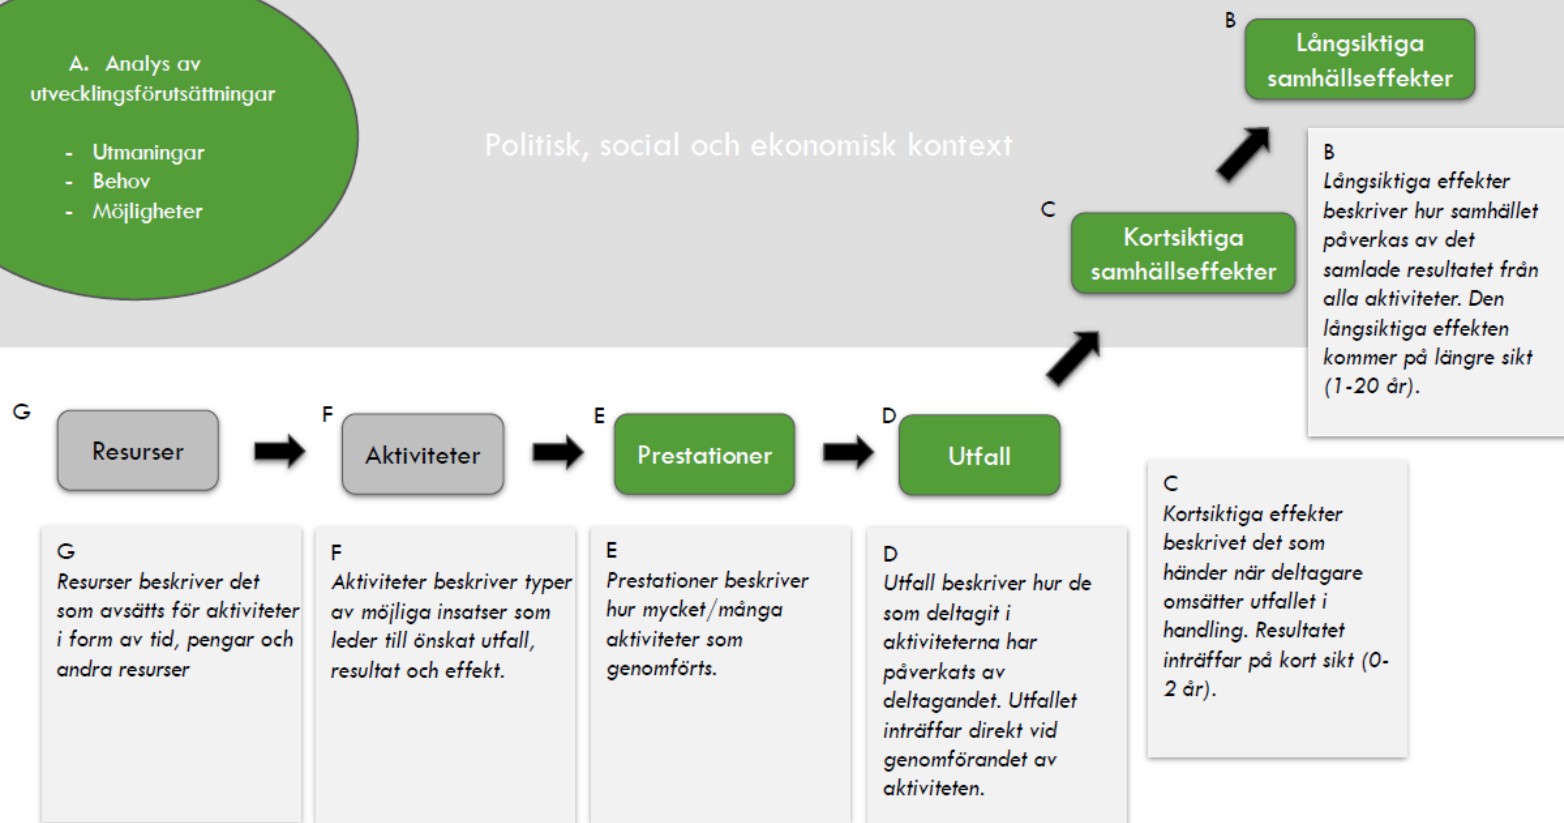 A. Analys av
utvecklingsförutsättningar
- Utmaningar
- Behov
- Möjligheter
Politisk, social och ekonomisk kontext
B
Långsiktiga
samhällseffekter
B
Långsiktiga effekter
beskriver hur samhället
påverkas av det
samlade resultatet från
alla aktiviteter. Den
långsiktiga effekten
kommer på längre sikt
(1-20 år).
C
Kortsiktiga
samhällseffekter
G
Resurser
F
Aktiviteter
E
Prestationer
D
Utfall
G
Resurser beskriver det
som avsätts för aktiviteter
i form av tid, pengar och
andra resurser
F
Aktiviteter beskriver typer
av möjliga insatser som
leder till önskat utfall,
resultat och effekt.
E
Prestationer beskriver
hur mycket/många
aktiviteter som
genomförts.
D
Utfall beskriver hur de
som deltagit i
aktiviteterna har
påverkats av
deltagandet. Utfallet
inträffar direkt vid
genomförandet av
aktiviteten.
C
Kortsiktiga effekter
beskrivet det som
händer när deltagare
omsätter utfallet i
handling. Resultatet
inträffar på kort sikt (0-
2 år).